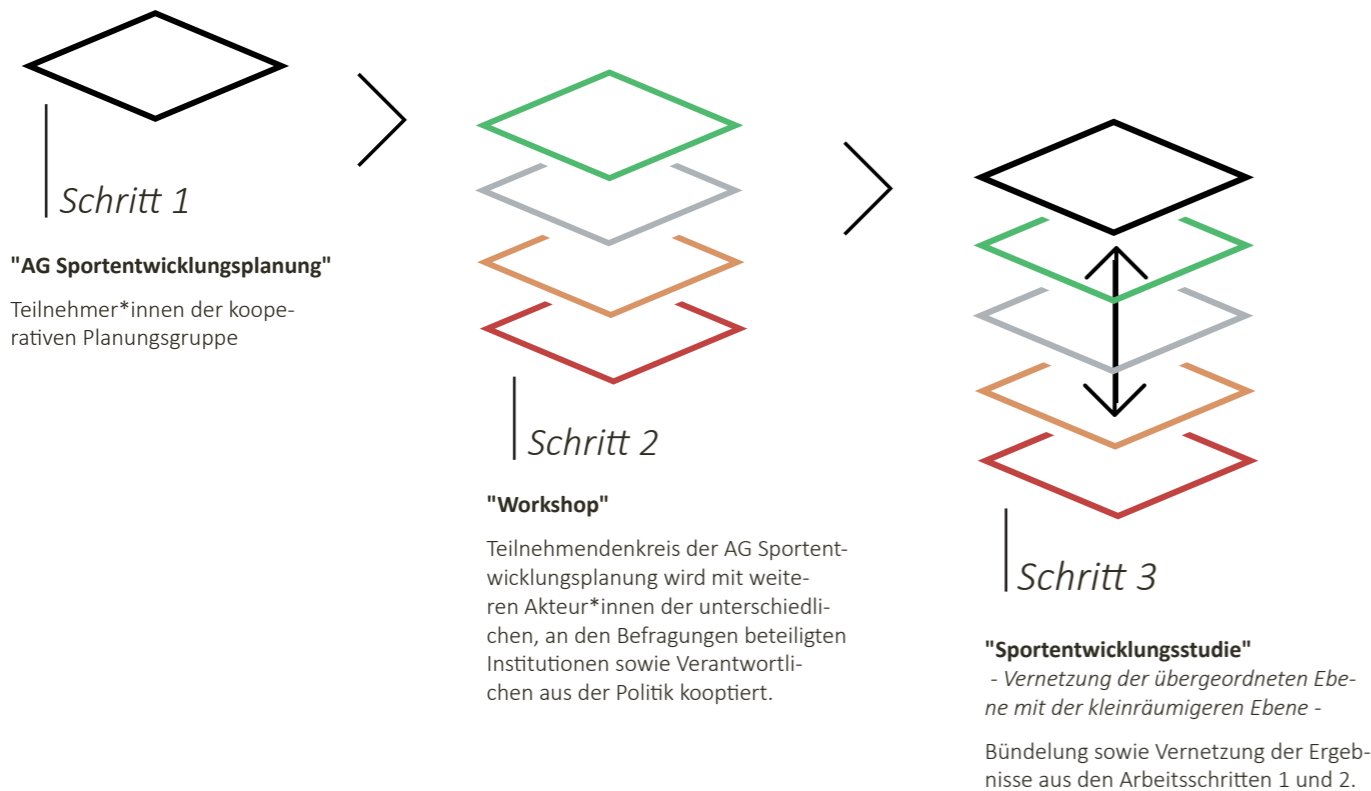 Schritt 1
"AG Sportentwicklungsplanung"
Teilnehmer*innen der koope-
rativen Planungsgruppe
Schritt 2
"Workshop"
Teilnehmendenkreis der AG Sportent-
wicklungsplanung wird mit weite-
ren Akteur*innen der unterschiedli-
chen, an den Befragungen beteiligten
Institutionen sowie Verantwortli-
chen aus der Politik kooptiert.
Schritt 3
"Sportentwicklungsstudie"
- Vernetzung der übergeordneten Ebe-
ne mit der kleinräumigeren Ebene -
Bündelung sowie Vernetzung der Ergeb-
nisse aus den Arbeitsschritten 1 und 2.